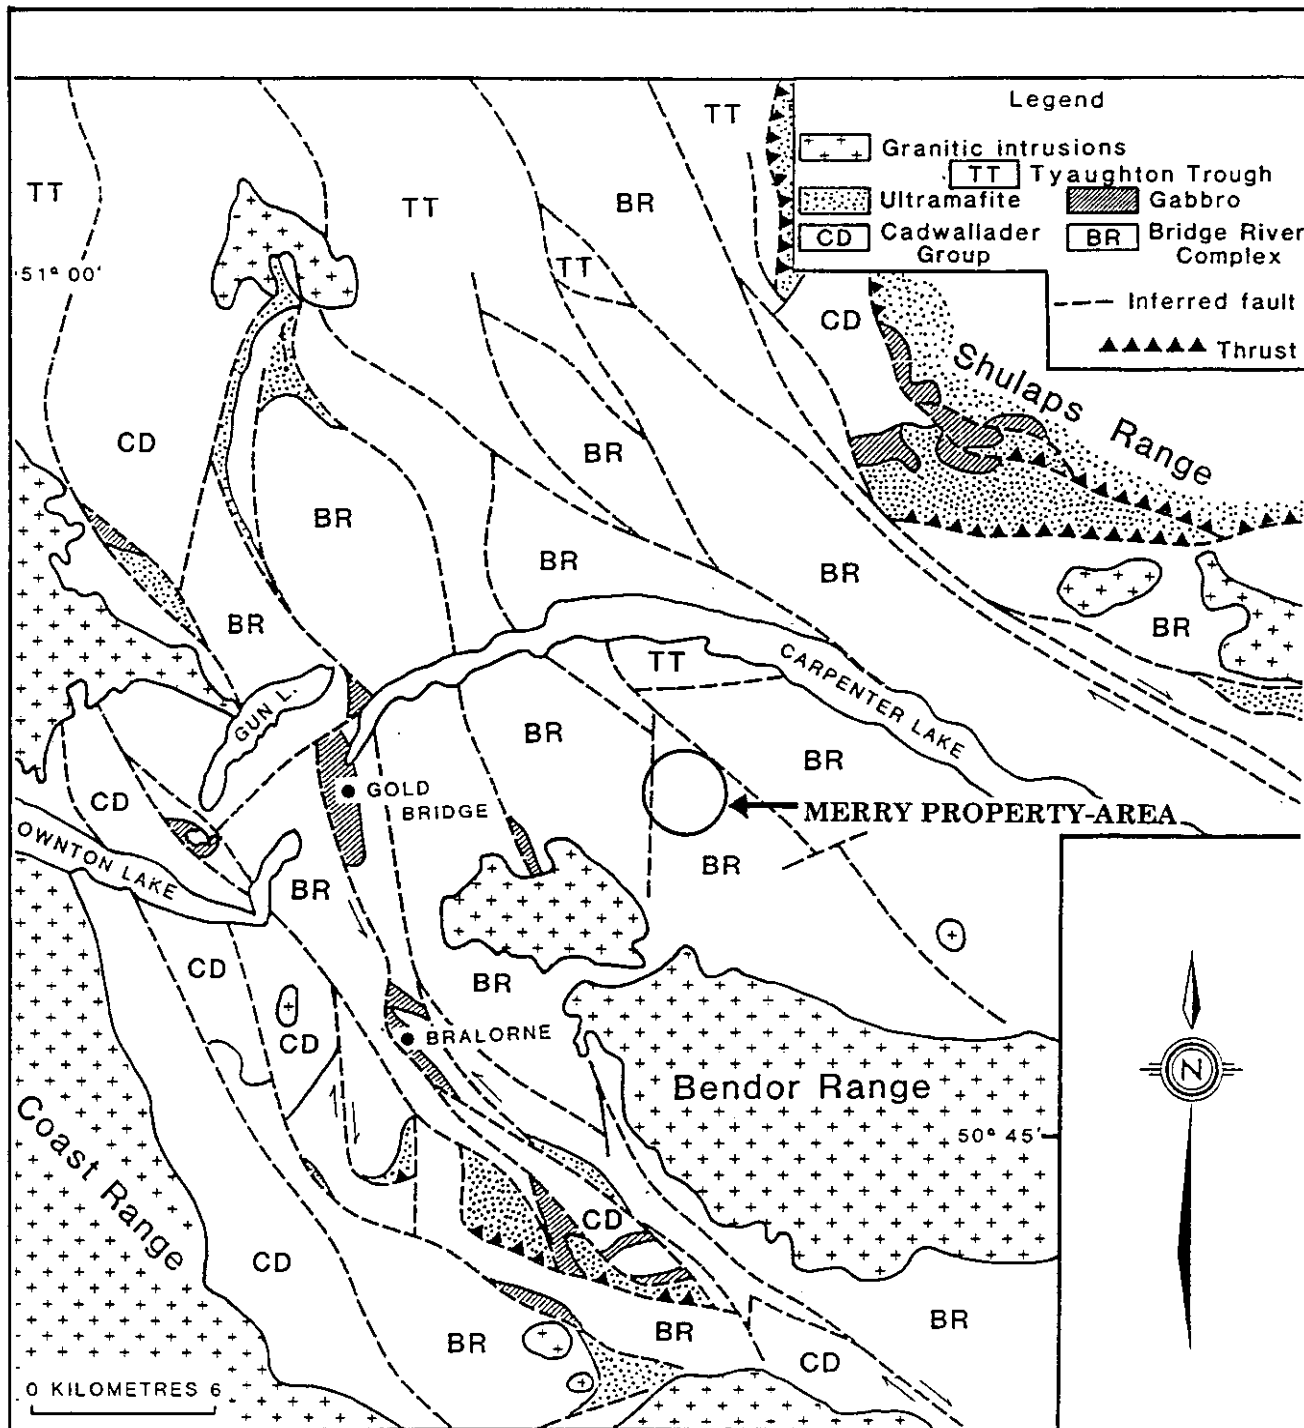 Legend
Granitic intrusions
TT Tyaughton Trough
Ultramafite
Gabbro
CD Cadwallader Group
BR Bridge River Complex
Inferred fault
Thrust
TT
TT
TT
BR
TT
51° 00'
CD
Shulaps Range
CD
BR
BR
BR
BR
BR
BR
TT
CARPENTER LAKE
GUN L.
BR
BR
CD
GOLD BRIDGE
MERRY PROPERTY-AREA
OWNTON LAKE
BR
BR
CD
BR
CD
BRALORNE
Bendor Range
50° 45'
N
Coast Range
CD
CD
BR
BR
BR
CD
0 KILOMETRES 6